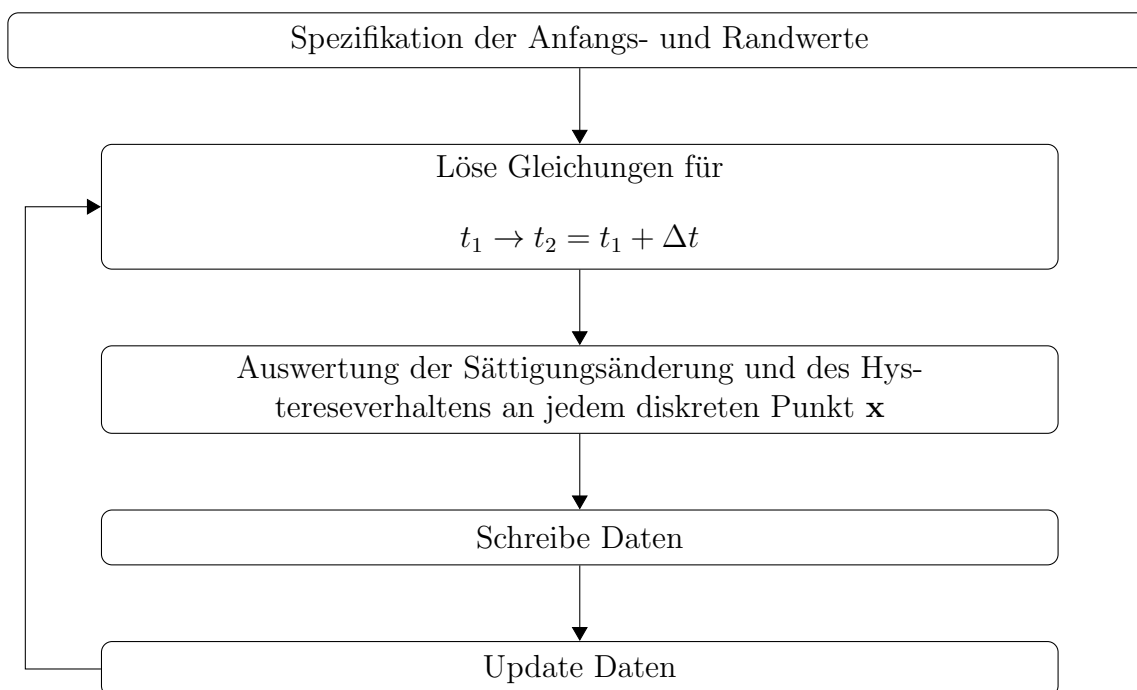 Spezifikation der Anfangs- und Randwerte
Löse Gleichungen für
t₁ → t₂ = t₁ + Δt
Auswertung der Sättigungsänderung und des Hys-
tereseverhaltens an jedem diskreten Punkt x
Schreibe Daten
Update Daten